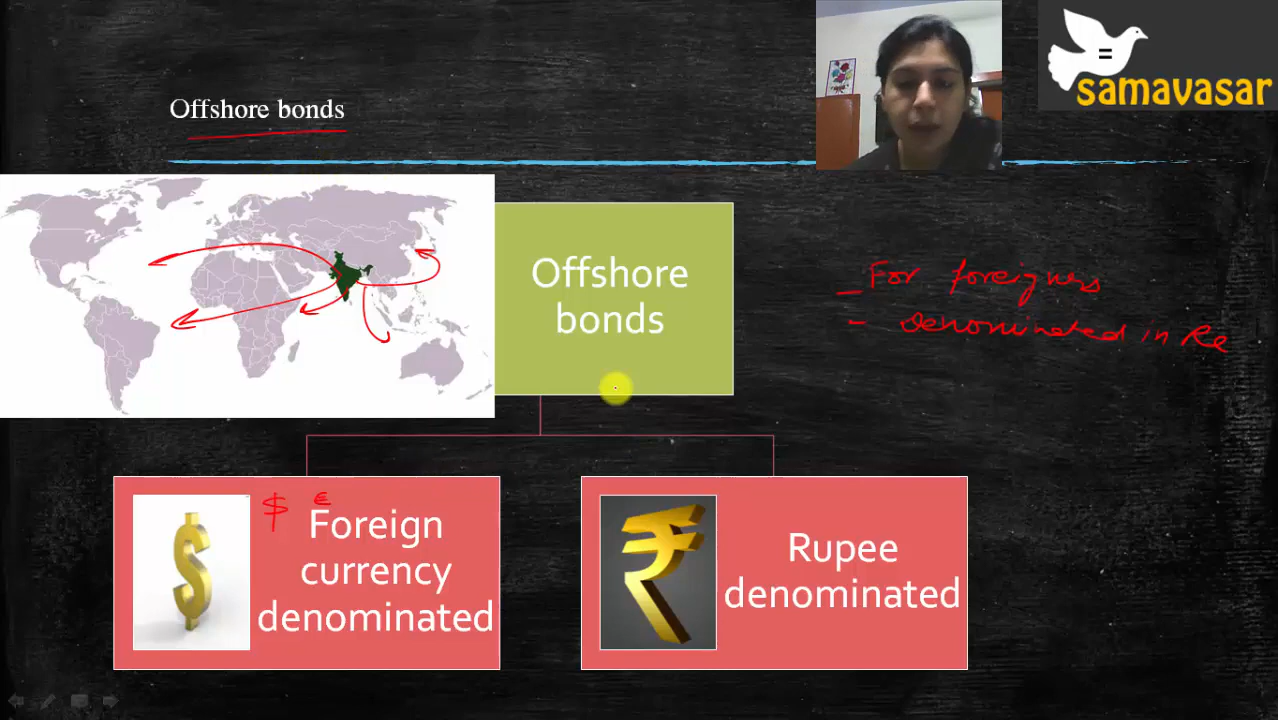 Offshore bonds
=
samavasar
Offshore
bonds
- For foreigners
- Denominated in Re
$ €
Foreign
currency
denominated
Rupee
denominated